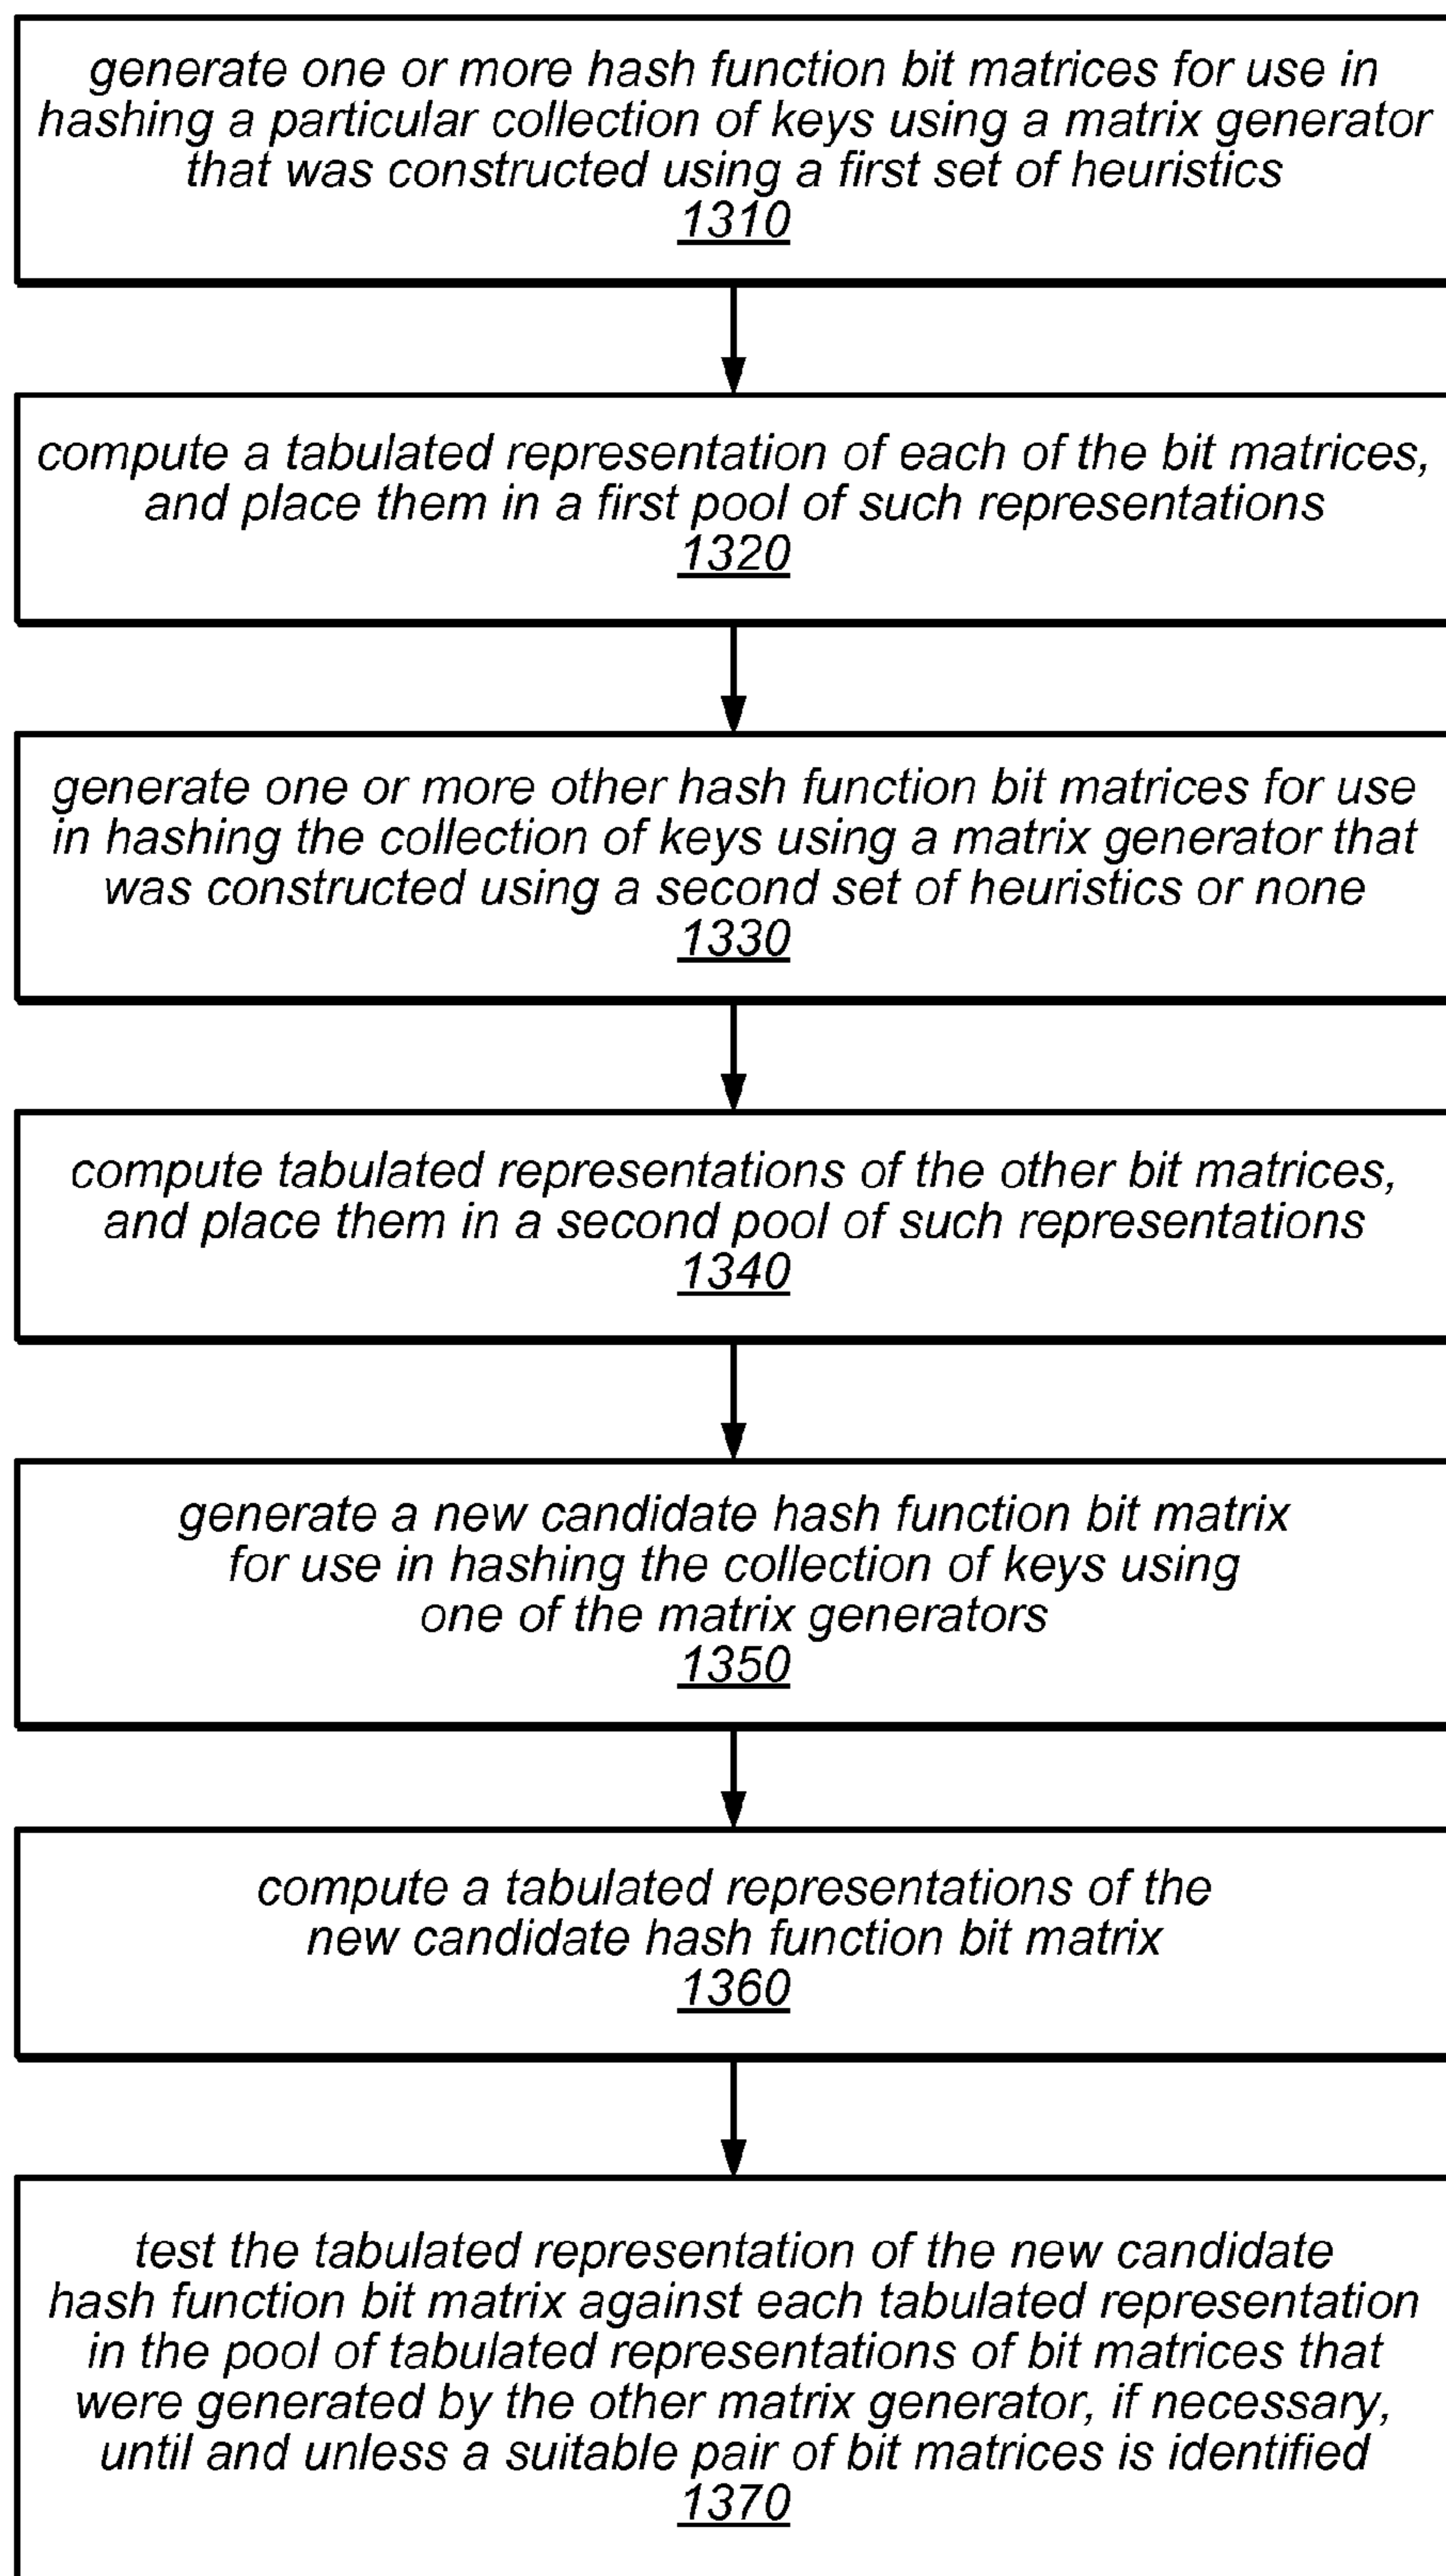 generate one or more hash function bit matrices for use in
hashing a particular collection of keys using a matrix generator
that was constructed using a first set of heuristics
1310
compute a tabulated representation of each of the bit matrices,
and place them in a first pool of such representations
1320
generate one or more other hash function bit matrices for use
in hashing the collection of keys using a matrix generator that
was constructed using a second set of heuristics or none
1330
compute tabulated representations of the other bit matrices,
and place them in a second pool of such representations
1340
generate a new candidate hash function bit matrix
for use in hashing the collection of keys using
one of the matrix generators
1350
compute a tabulated representations of the
new candidate hash function bit matrix
1360
test the tabulated representation of the new candidate
hash function bit matrix against each tabulated representation
in the pool of tabulated representations of bit matrices that
were generated by the other matrix generator, if necessary,
until and unless a suitable pair of bit matrices is identified
1370